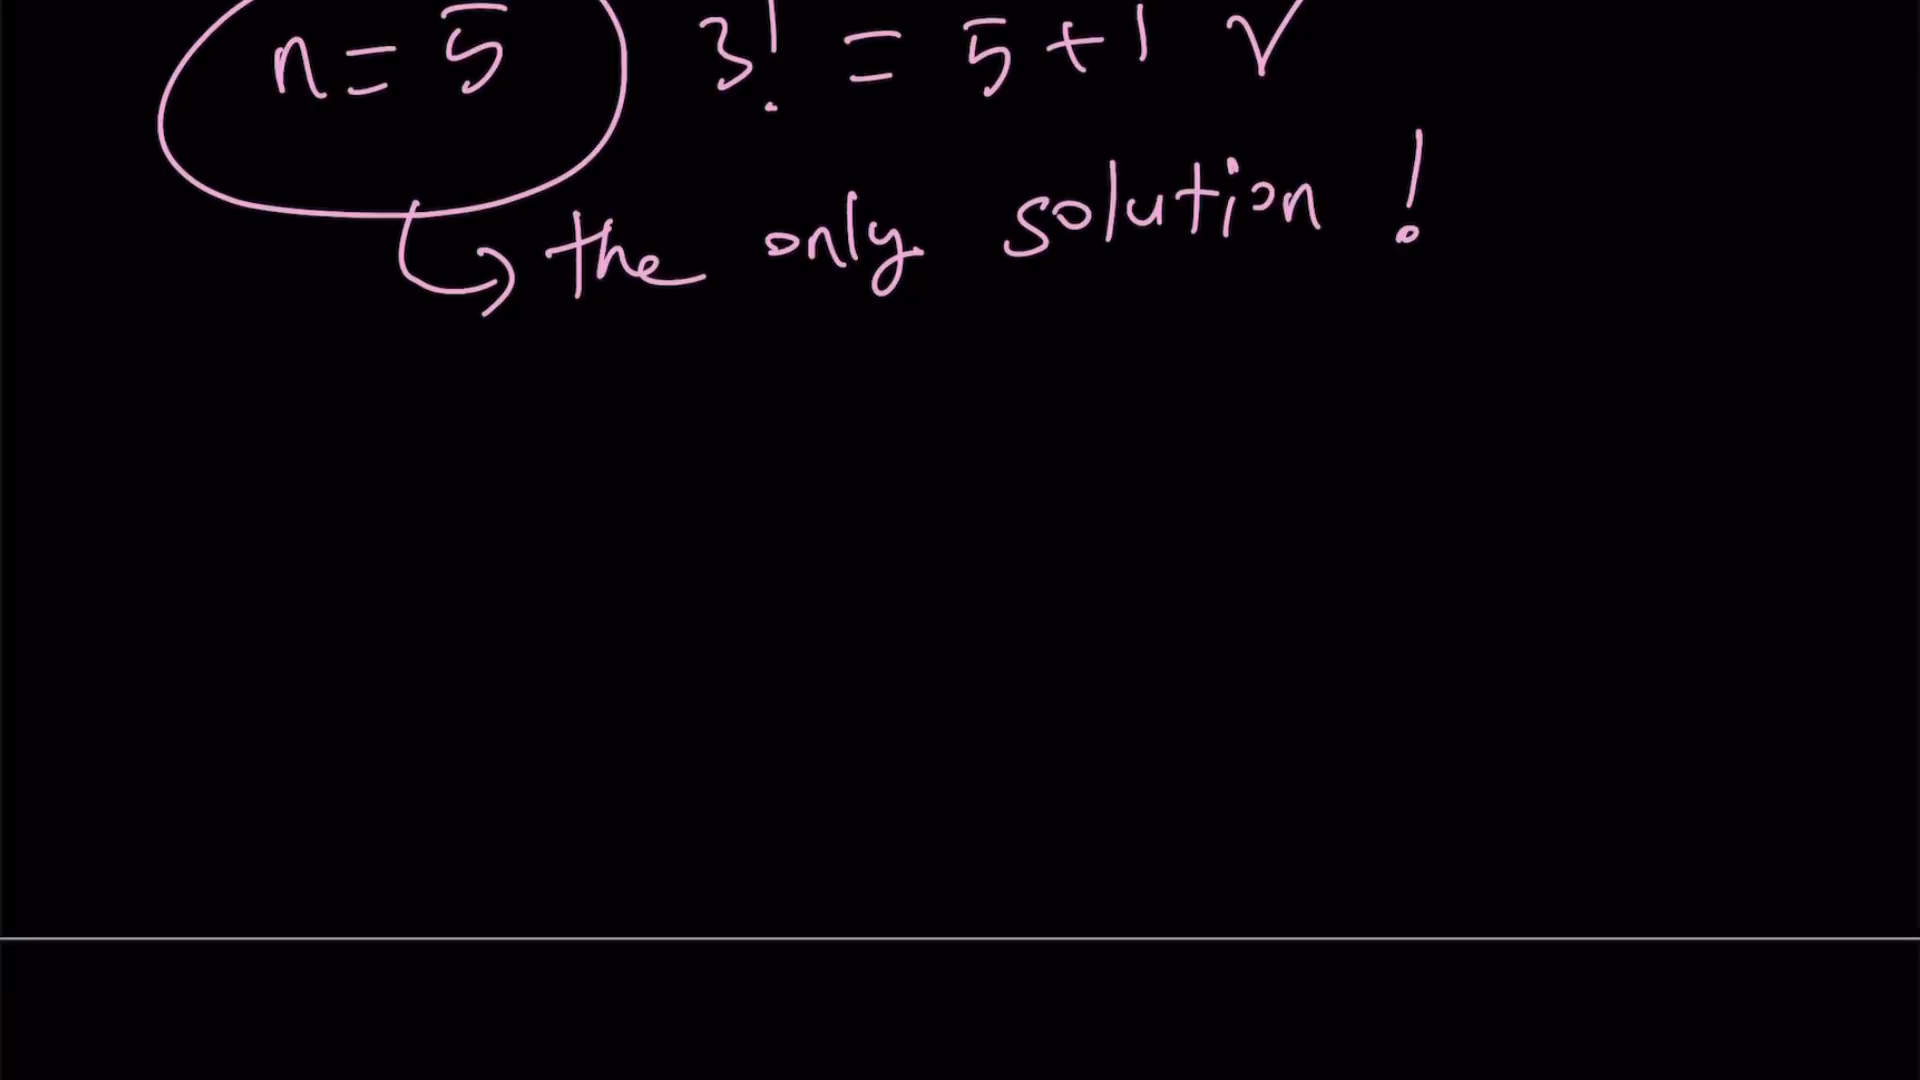 n = 5 3! = 5 + 1 ✓
the only solution !